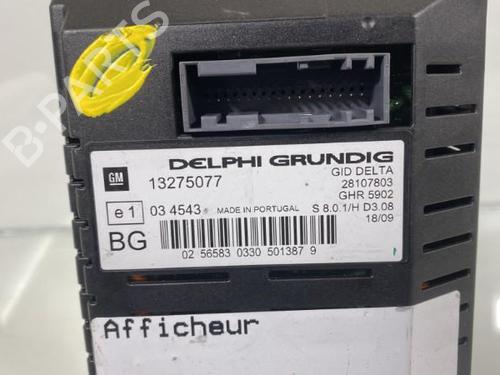 B-PARTS
DELPHI GRUNDIG
GM
13275077
GID DELTA
28107803
GHR 5902
e1
03 4543
MADE IN PORTUGAL
S 8.0.1/H D3.08
18/09
BG
02 56583 0330 501387 9
Afficheur